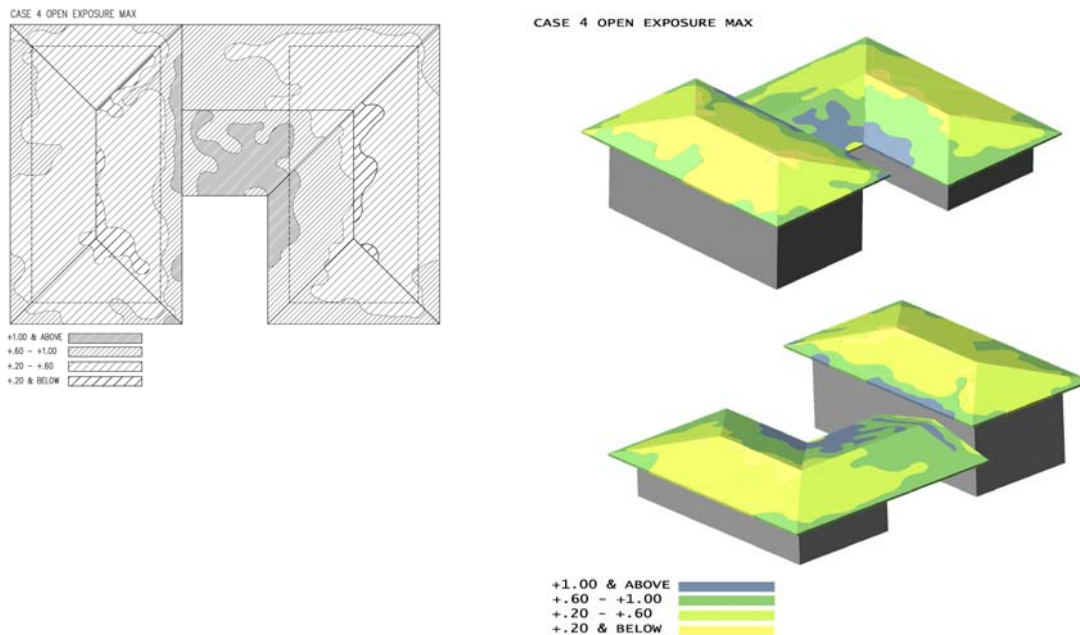 CASE 4 OPEN EXPOSURE MAX
+1.00 & ABOVE
+.60 - +1.00
+.20 - +.60
+.20 & BELOW
CASE 4 OPEN EXPOSURE MAX
+1.00 & ABOVE
+.60 - +1.00
+.20 - +.60
+.20 & BELOW